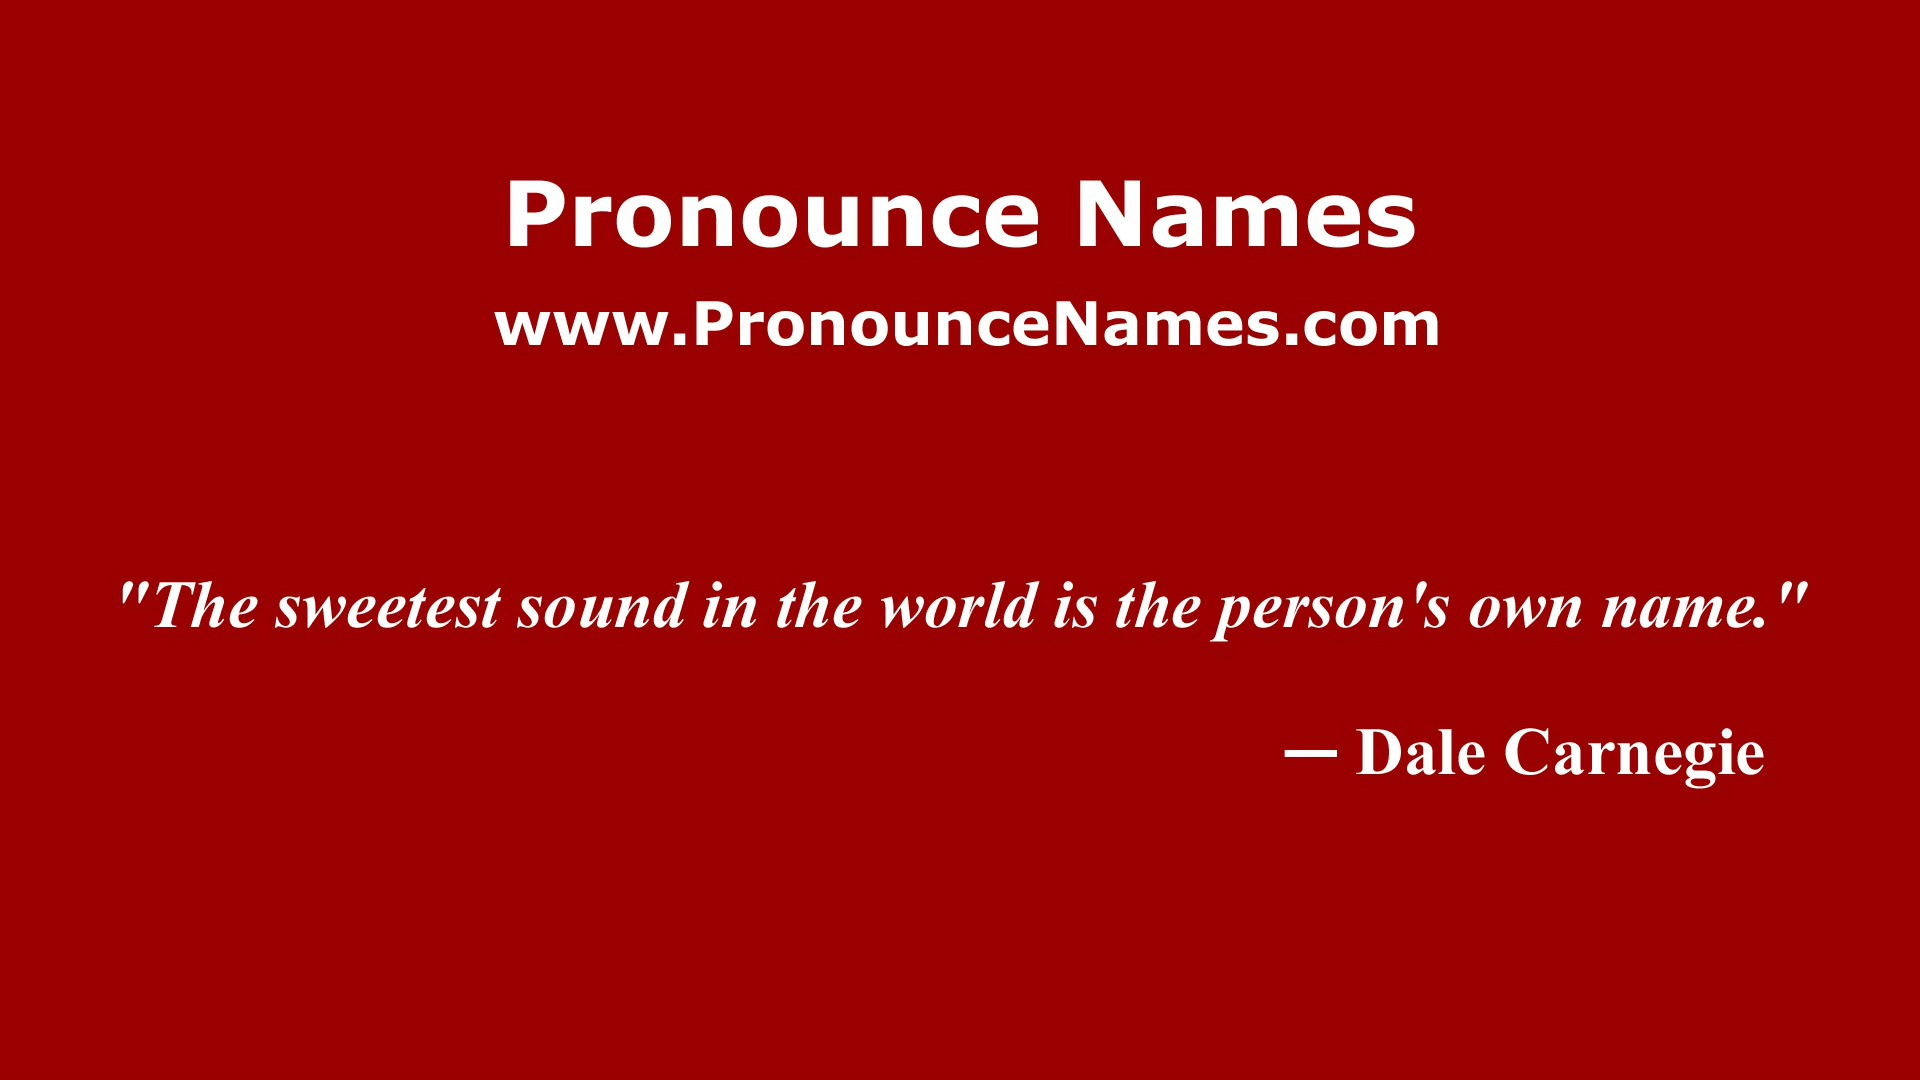 Pronounce Names
www.PronounceNames.com
"The sweetest sound in the world is the person's own name."
— Dale Carnegie